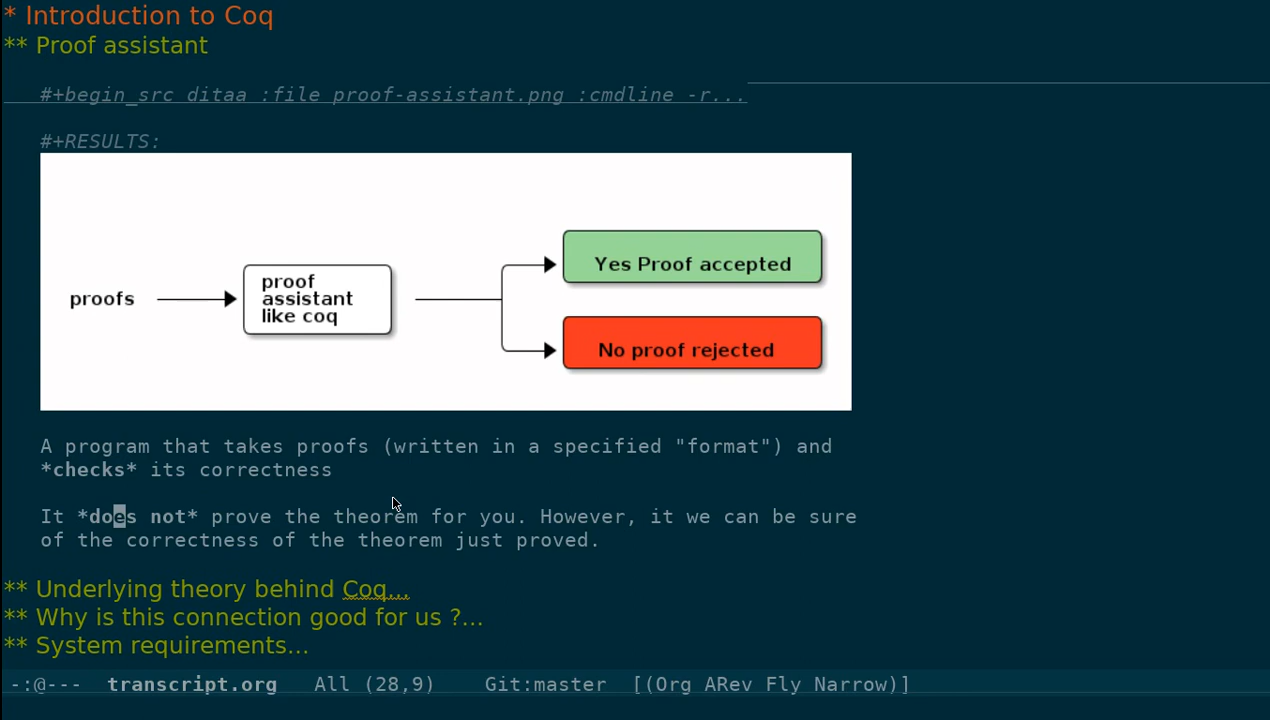 * Introduction to Coq
** Proof assistant
#+begin_src ditaa :file proof-assistant.png :cmdline -r...
#+RESULTS:
proofs
proof
assistant
like coq
Yes Proof accepted
No proof rejected
A program that takes proofs (written in a specified "format") and
*checks* its correctness
It *does not* prove the theorem for you. However, it we can be sure
of the correctness of the theorem just proved.
** Underlying theory behind Coq...
** Why is this connection good for us ?...
** System requirements...
-:@--- transcript.org All (28,9) Git:master [(Org ARev Fly Narrow)]